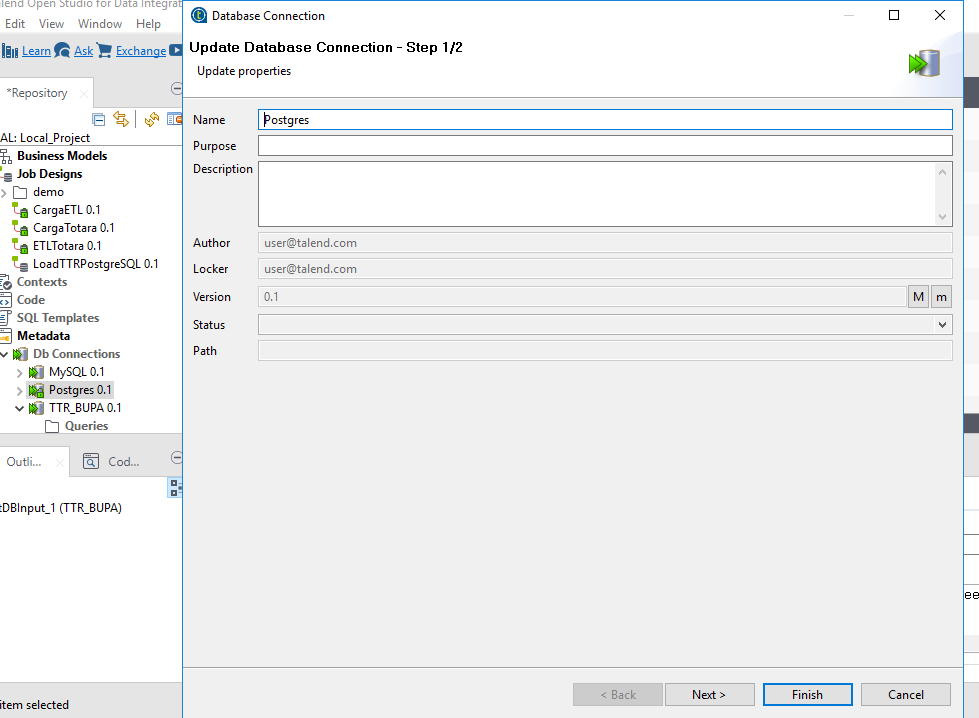 lend Open Studio for Data Integrat
Edit View Window Help
Learn Ask Exchange
*Repository
AL: Local_Project
Business Models
Job Designs
demo
CargaETL 0.1
CargaTotara 0.1
ETLTotara 0.1
LoadTTRPostgreSQL 0.1
Contexts
Code
SQL Templates
Metadata
Db Connections
MySQL 0.1
Postgres 0.1
TTR_BUPA 0.1
Queries
Outli...
Cod...
tDBInput_1 (TTR_BUPA)
item selected
Database Connection
Update Database Connection - Step 1/2
Update properties
Name Postgres
Purpose
Description
Author user@talend.com
Locker user@talend.com
Version 0.1 M m
Status
Path
< Back Next > Finish Cancel
ee